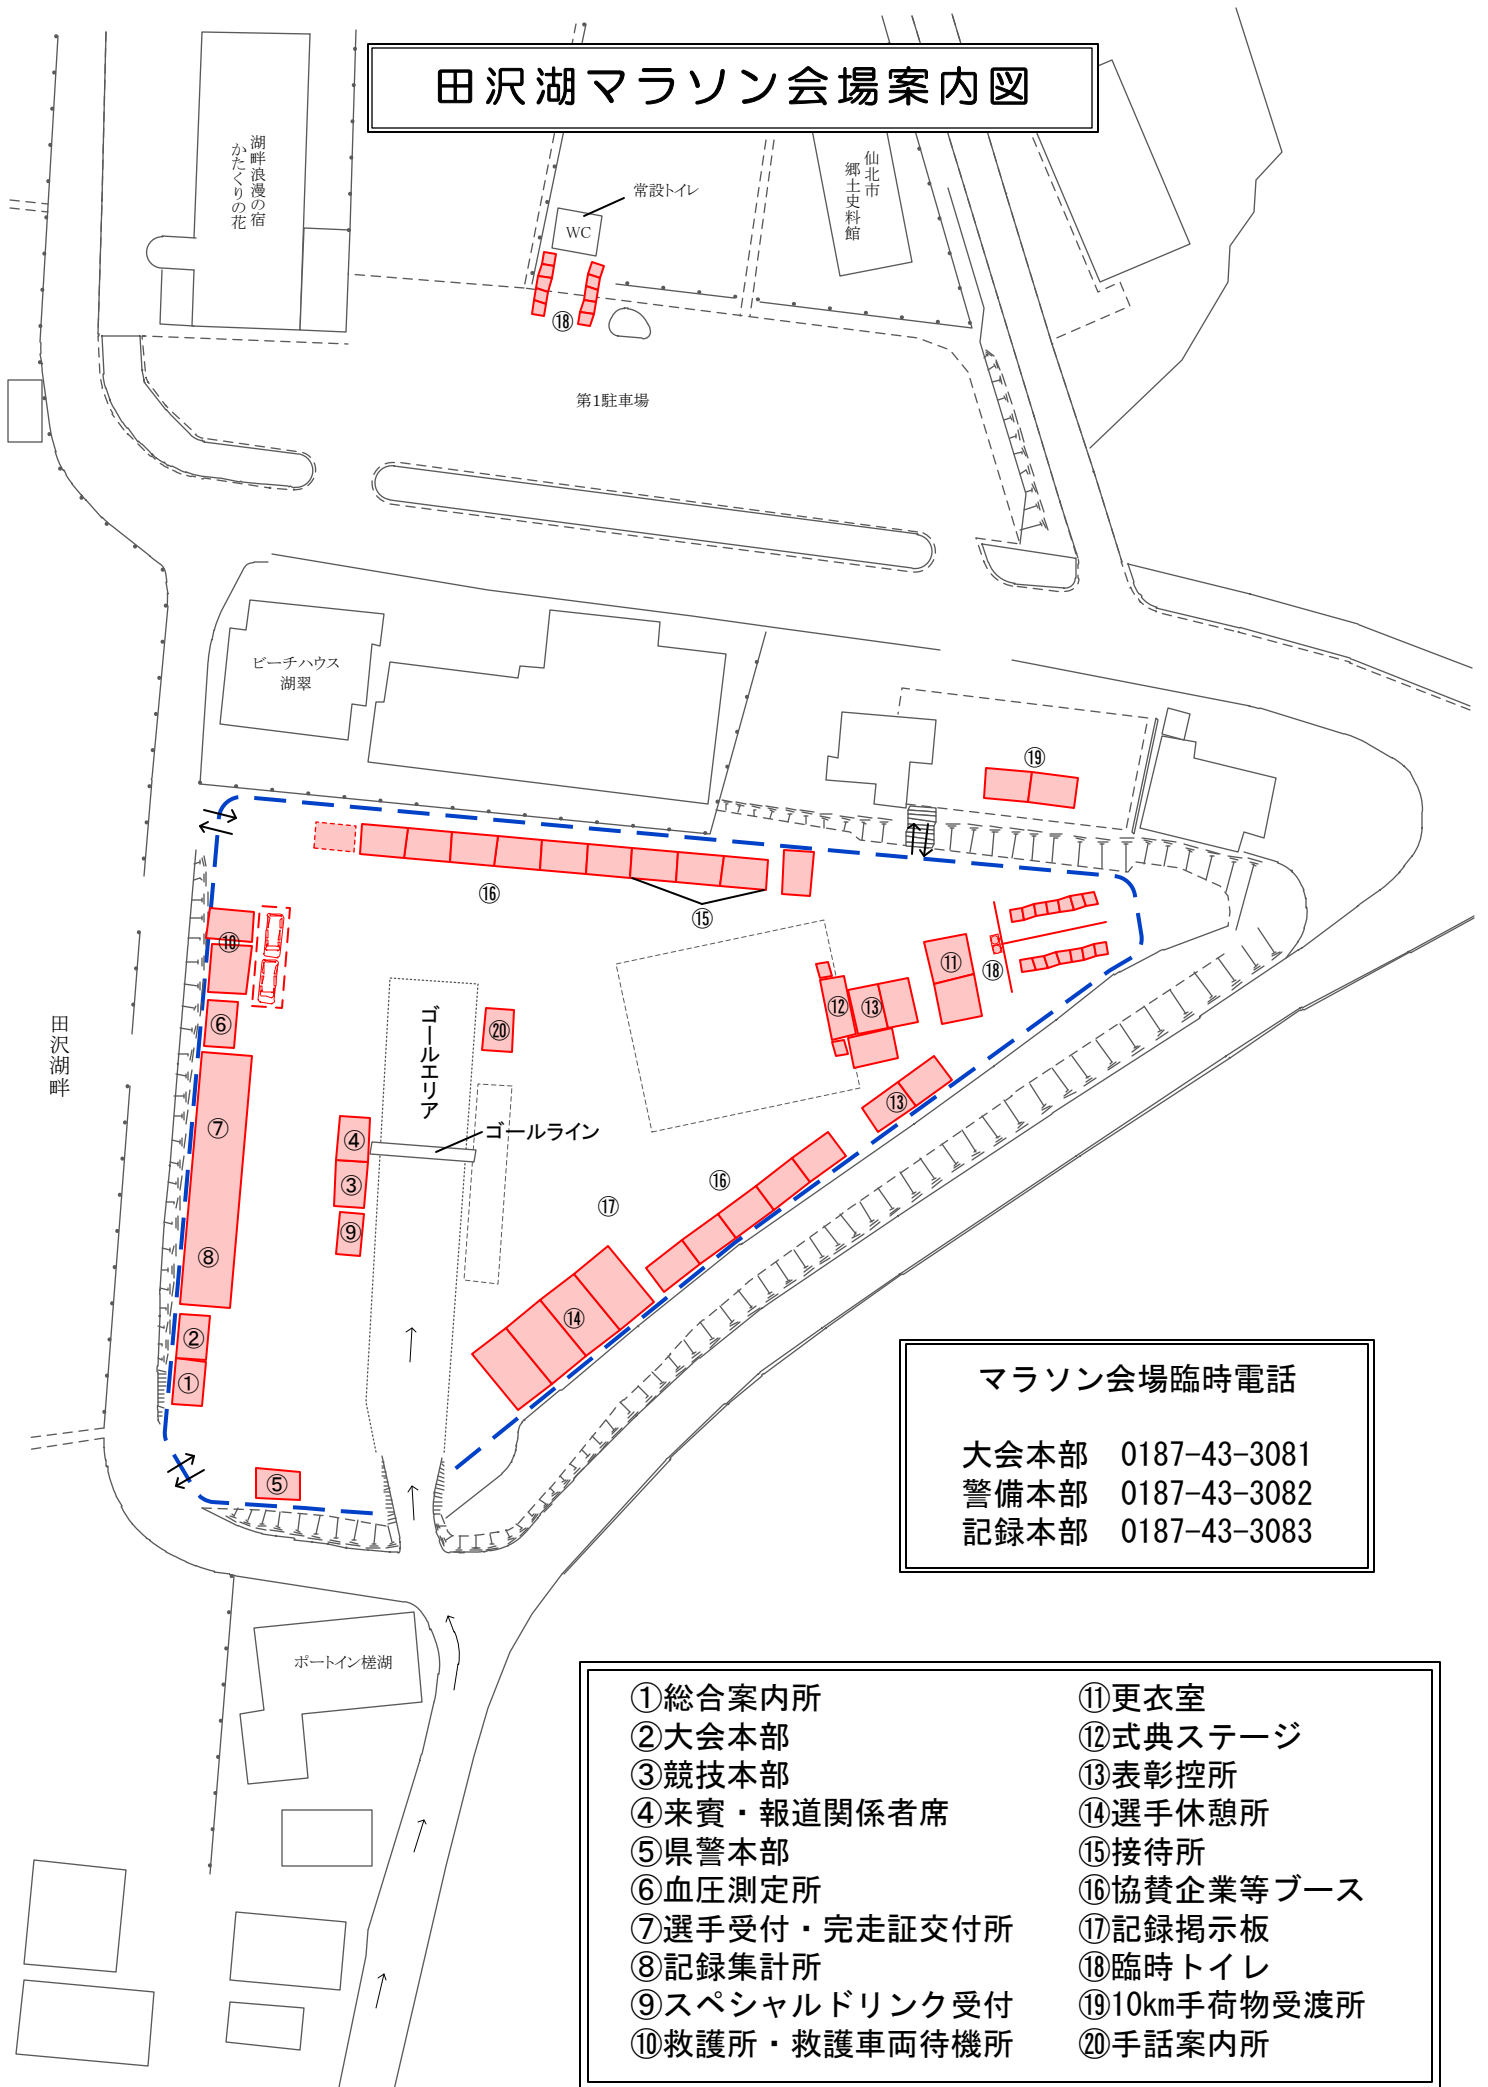 田沢湖マラソン会場案内図
湖畔浪漫の宿
かたくりの花
常設トイレ
WC
仙北市
郷土史料館
⑱
第1駐車場
ビーチハウス
湖翠
⑲
⑯
⑮
⑩
⑪
⑱
⑫
⑬
⑥
ゴールエリア
⑳
田沢湖畔
⑬
⑦
④
ゴールライン
③
⑯
⑰
⑨
⑧
⑭
②
①
⑤
マラソン会場臨時電話
大会本部 0187-43-3081
警備本部 0187-43-3082
記録本部 0187-43-3083
ポートイン槎湖
①総合案内所
②大会本部
③競技本部
④来賓・報道関係者席
⑤県警本部
⑥血圧測定所
⑦選手受付・完走証交付所
⑧記録集計所
⑨スペシャルドリンク受付
⑩救護所・救護車両待機所
⑪更衣室
⑫式典ステージ
⑬表彰控所
⑭選手休憩所
⑮接待所
⑯協賛企業等ブース
⑰記録掲示板
⑱臨時トイレ
⑲10km手荷物受渡所
⑳手話案内所